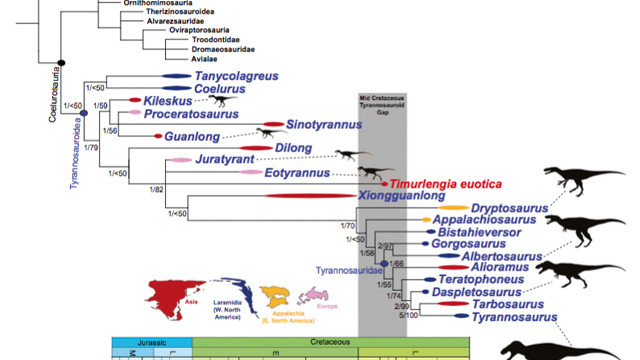 Ornithomimosauria
Therizinosauroidea
Alvarezsauridae
Oviraptorosauria
Troodontidae
Dromaeosauridae
Avialae
Coelurosauria
1/<50
Tanycolagreus
Coelurus
1/<50
Mid Cretaceous
Tyrannosauroid
Gap
Kileskus
1/59
Proceratosaurus
Sinotyrannus
1/56
Guanlong
Tyrannosauroidea
1/79
Dilong
Juratyrant
1/<50
Eotyrannus
Timurlengia euotica
1/82
Xiongguanlong
1/<50
Dryptosaurus
1/70
Appalachiosaurus
1/<50
Bistahieversor
2/97
Gorgosaurus
1/58
Albertosaurus
Tyrannosauridae
1/66
Alioramus
1/55
Teratophoneus
1/74
Daspletosaurus
2/99
Tarbosaurus
5/100
Tyrannosaurus
Asia
Laramidia
(W. North
America)
Appalachia
(E. North America)
Europe
Jurassic
Cretaceous
M
L
E
L